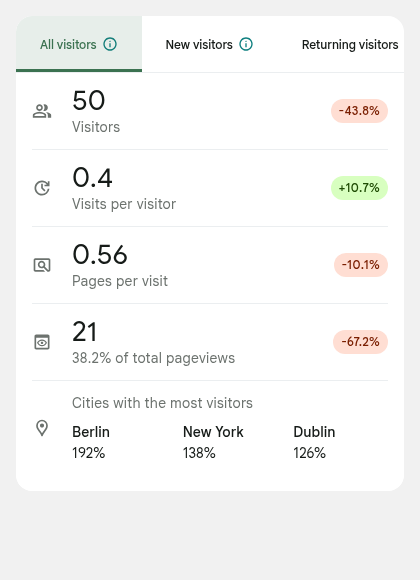 All visitors
New visitors
Returning visitors
50
-43.8%
Visitors
0.4
+10.7%
Visits per visitor
0.56
-10.1%
Pages per visit
21
-67.2%
38.2% of total pageviews
Cities with the most visitors
Berlin New York Dublin
192% 138% 126%